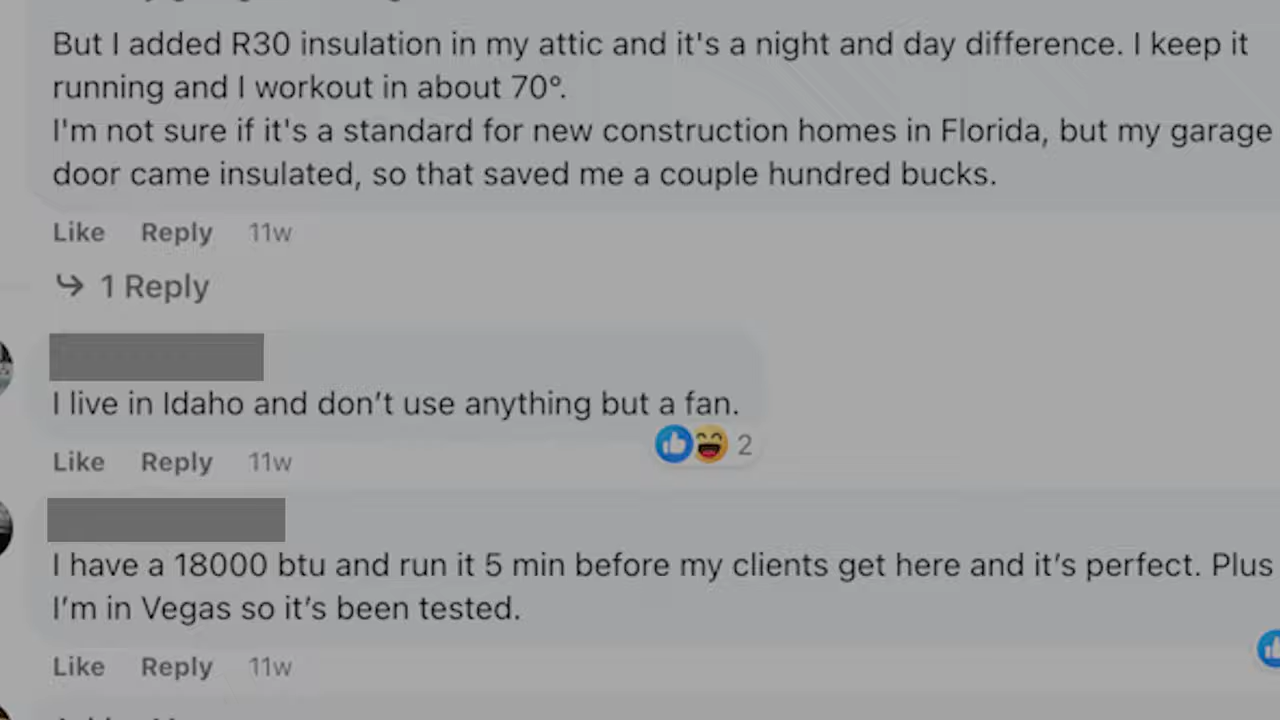 But I added R30 insulation in my attic and it's a night and day difference. I keep it
running and I workout in about 70°.
I'm not sure if it's a standard for new construction homes in Florida, but my garage
door came insulated, so that saved me a couple hundred bucks.
Like Reply 11w
1 Reply
I live in Idaho and don’t use anything but a fan.
2
Like Reply 11w
I have a 18000 btu and run it 5 min before my clients get here and it’s perfect. Plus
I’m in Vegas so it’s been tested.
Like Reply 11w